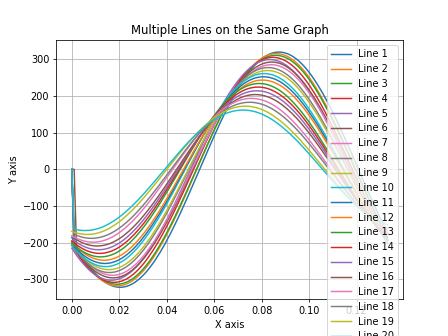 Multiple Lines on the Same Graph
300
200
100
0
−100
−200
−300
Y axis
0.00
0.02
0.04
0.06
0.08
0.10
X axis
Line 1
Line 2
Line 3
Line 4
Line 5
Line 6
Line 7
Line 8
Line 9
Line 10
Line 11
Line 12
Line 13
Line 14
Line 15
Line 16
Line 17
Line 18
Line 19
Line 20